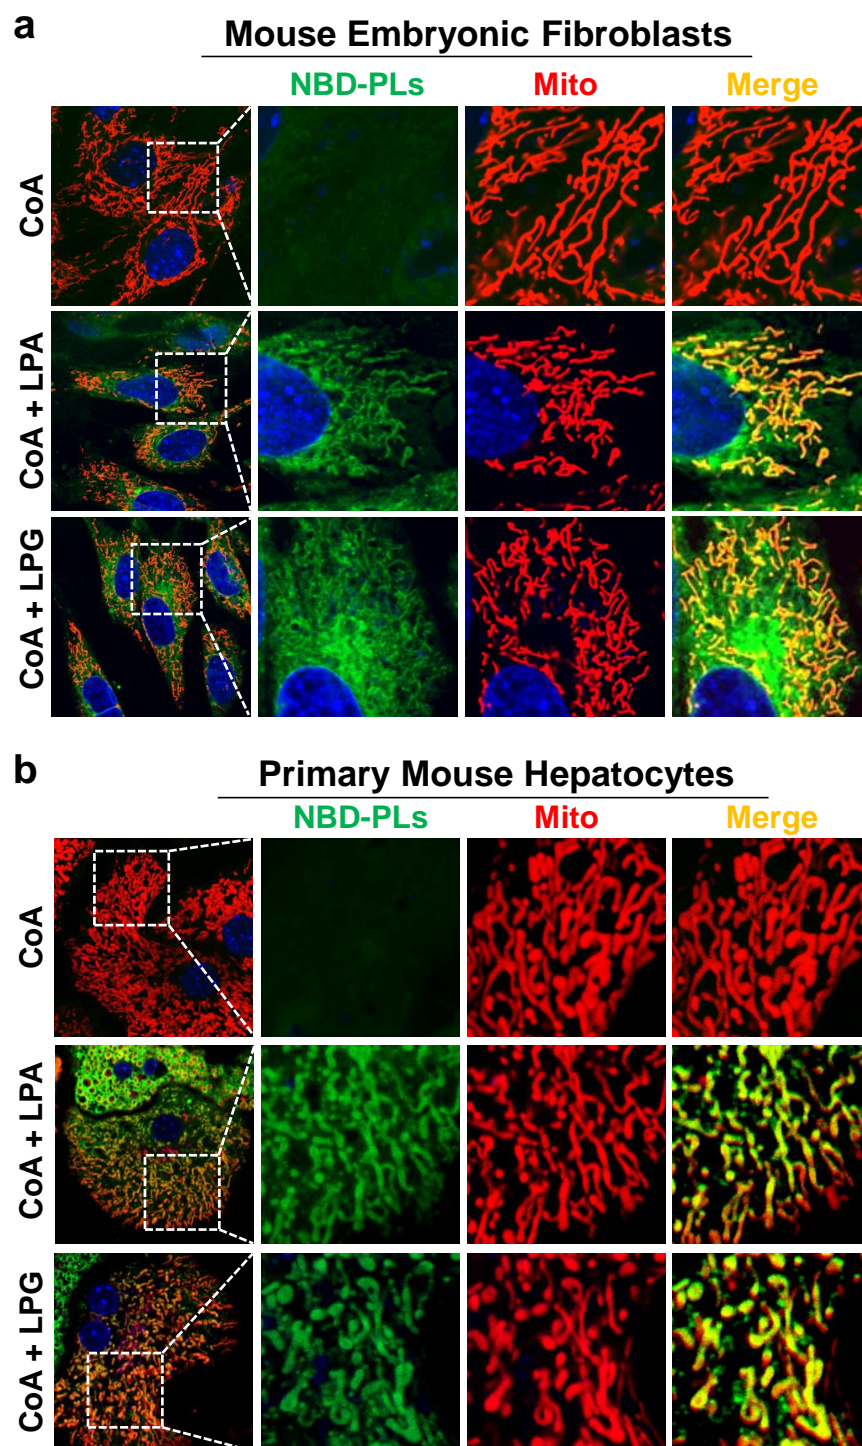 a
Mouse Embryonic Fibroblasts
NBD-PLs Mito Merge
CoA
CoA + LPA
CoA + LPG
b
Primary Mouse Hepatocytes
NBD-PLs Mito Merge
CoA
CoA + LPA
CoA + LPG